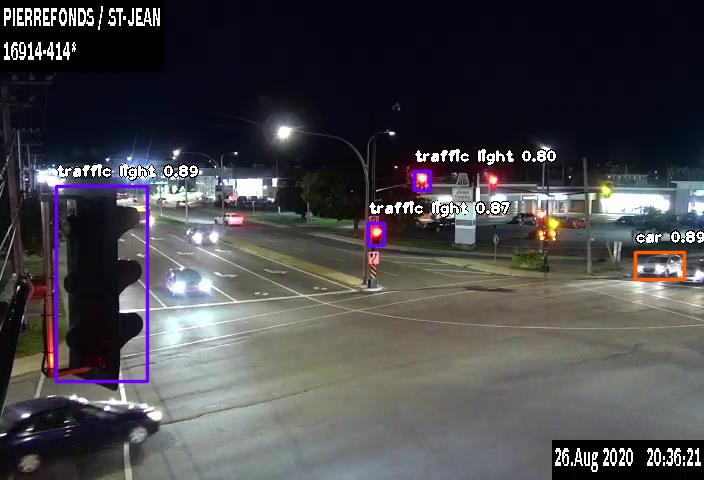 PIERREFONDS / ST-JEAN
16914-414*
traffic light 0.89
traffic light 0.80
traffic light 0.87
car 0.89
26.Aug 2020 20:36:21